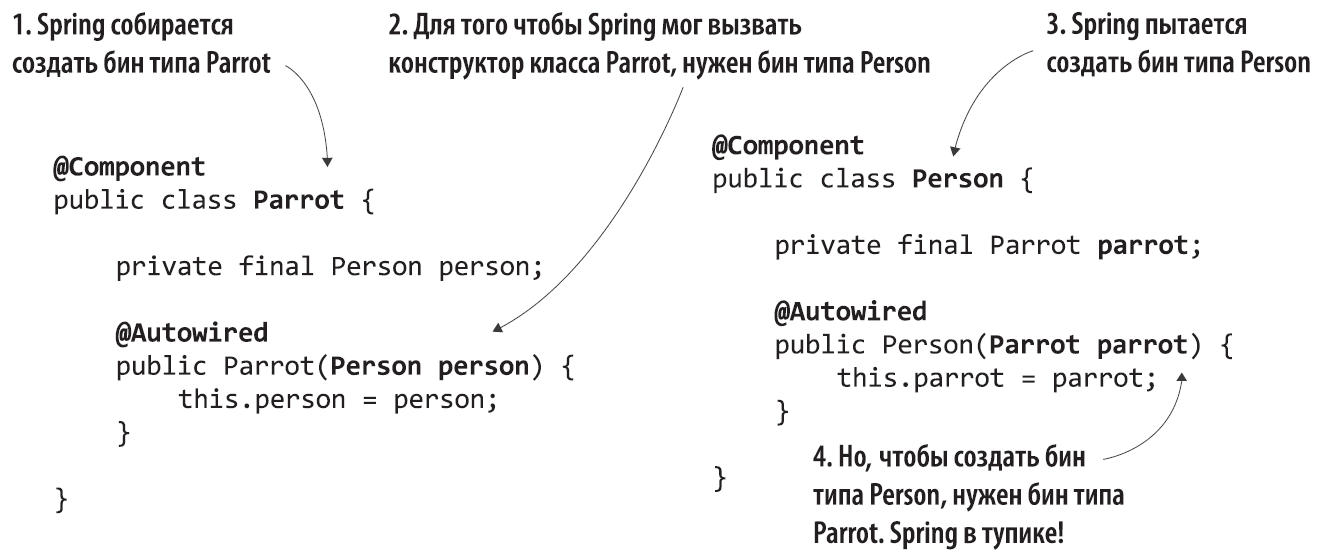 1. Spring собирается
создать бин типа Parrot
2. Для того чтобы Spring мог вызвать
конструктор класса Parrot, нужен бин типа Person
3. Spring пытается
создать бин типа Person
@Component
public class Parrot {
private final Person person;
@Autowired
public Parrot(Person person) {
this.person = person;
}
}
@Component
public class Person {
private final Parrot parrot;
@Autowired
public Person(Parrot parrot) {
this.parrot = parrot;
}
}
4. Но, чтобы создать бин
типа Person, нужен бин типа
Parrot. Spring в тупике!